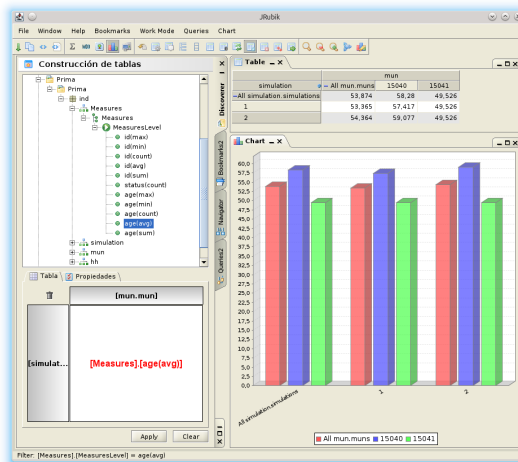 JRubik
File Window Help Bookmarks Work Mode Queries Chart
Construcción de tablas
Prima
Prima
ind
Measures
Measures
MeasuresLevel
id(max)
id(min)
id(count)
id(avg)
id(sum)
status(count)
age(max)
age(min)
age(count)
age(avg)
age(sum)
simulation
mun
hh
Discoverer
Bookmarks2
Navigator
Queries2
Tabla Propiedades
[mun.mun]
[simulat...
[Measures].[age(avg)]
Apply Clear
Table
mun
simulation All mun.muns 15040 15041
All simulation.simulations 53,874 58,28 49,526
1 53,365 57,417 49,526
2 54,364 59,077 49,526
Chart
60,0
57,5
55,0
52,5
50,0
47,5
45,0
42,5
40,0
37,5
35,0
32,5
30,0
27,5
25,0
22,5
20,0
17,5
15,0
12,5
10,0
7,5
5,0
2,5
0,0
All simulation.simulations
1
2
All mun.muns 15040 15041
Filter: [Measures].[MeasuresLevel] = age(avg)